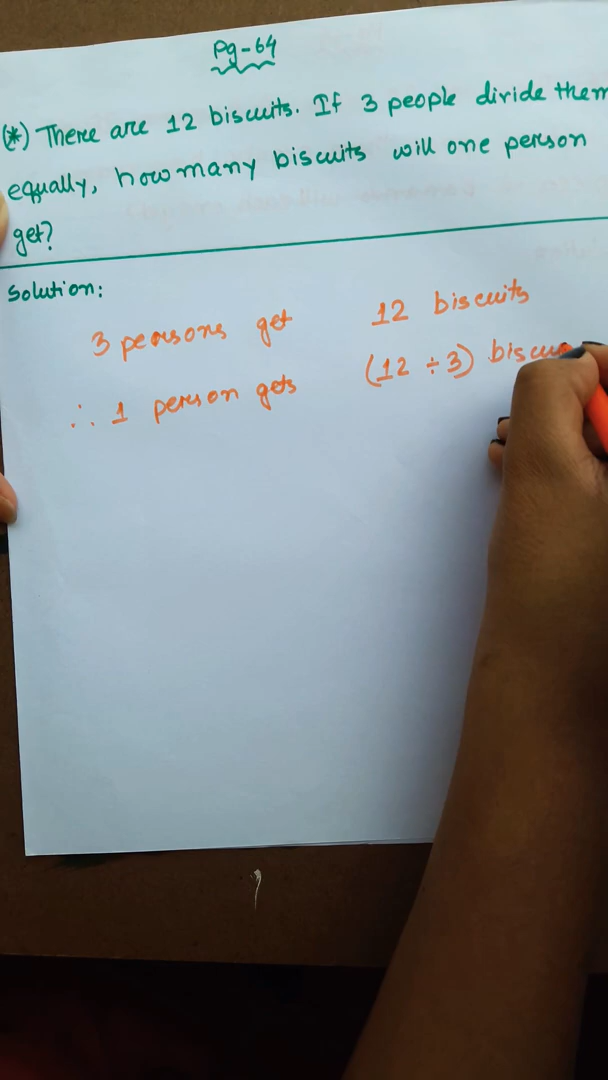 Pg-64
(*) There are 12 biscuits. If 3 people divide them
equally, how many biscuits will one person
get?
Solution:
3 persons get 12 biscuits
∴ 1 person gets (12 ÷ 3) biscu